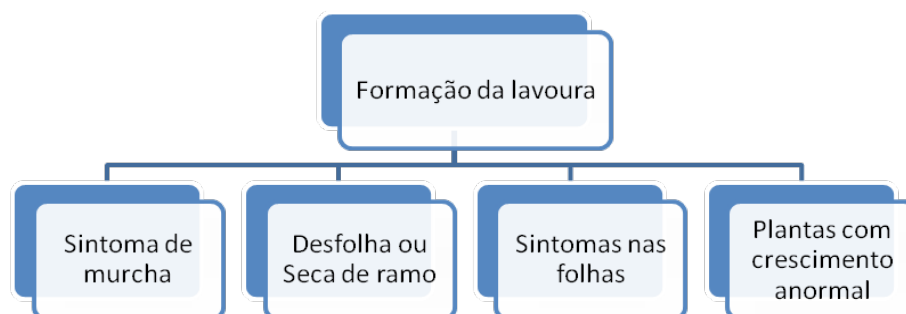 Formação da lavoura
Sintoma de
murcha
Desfolha ou
Seca de ramo
Sintomas nas
folhas
Plantas com
crescimento
anormal